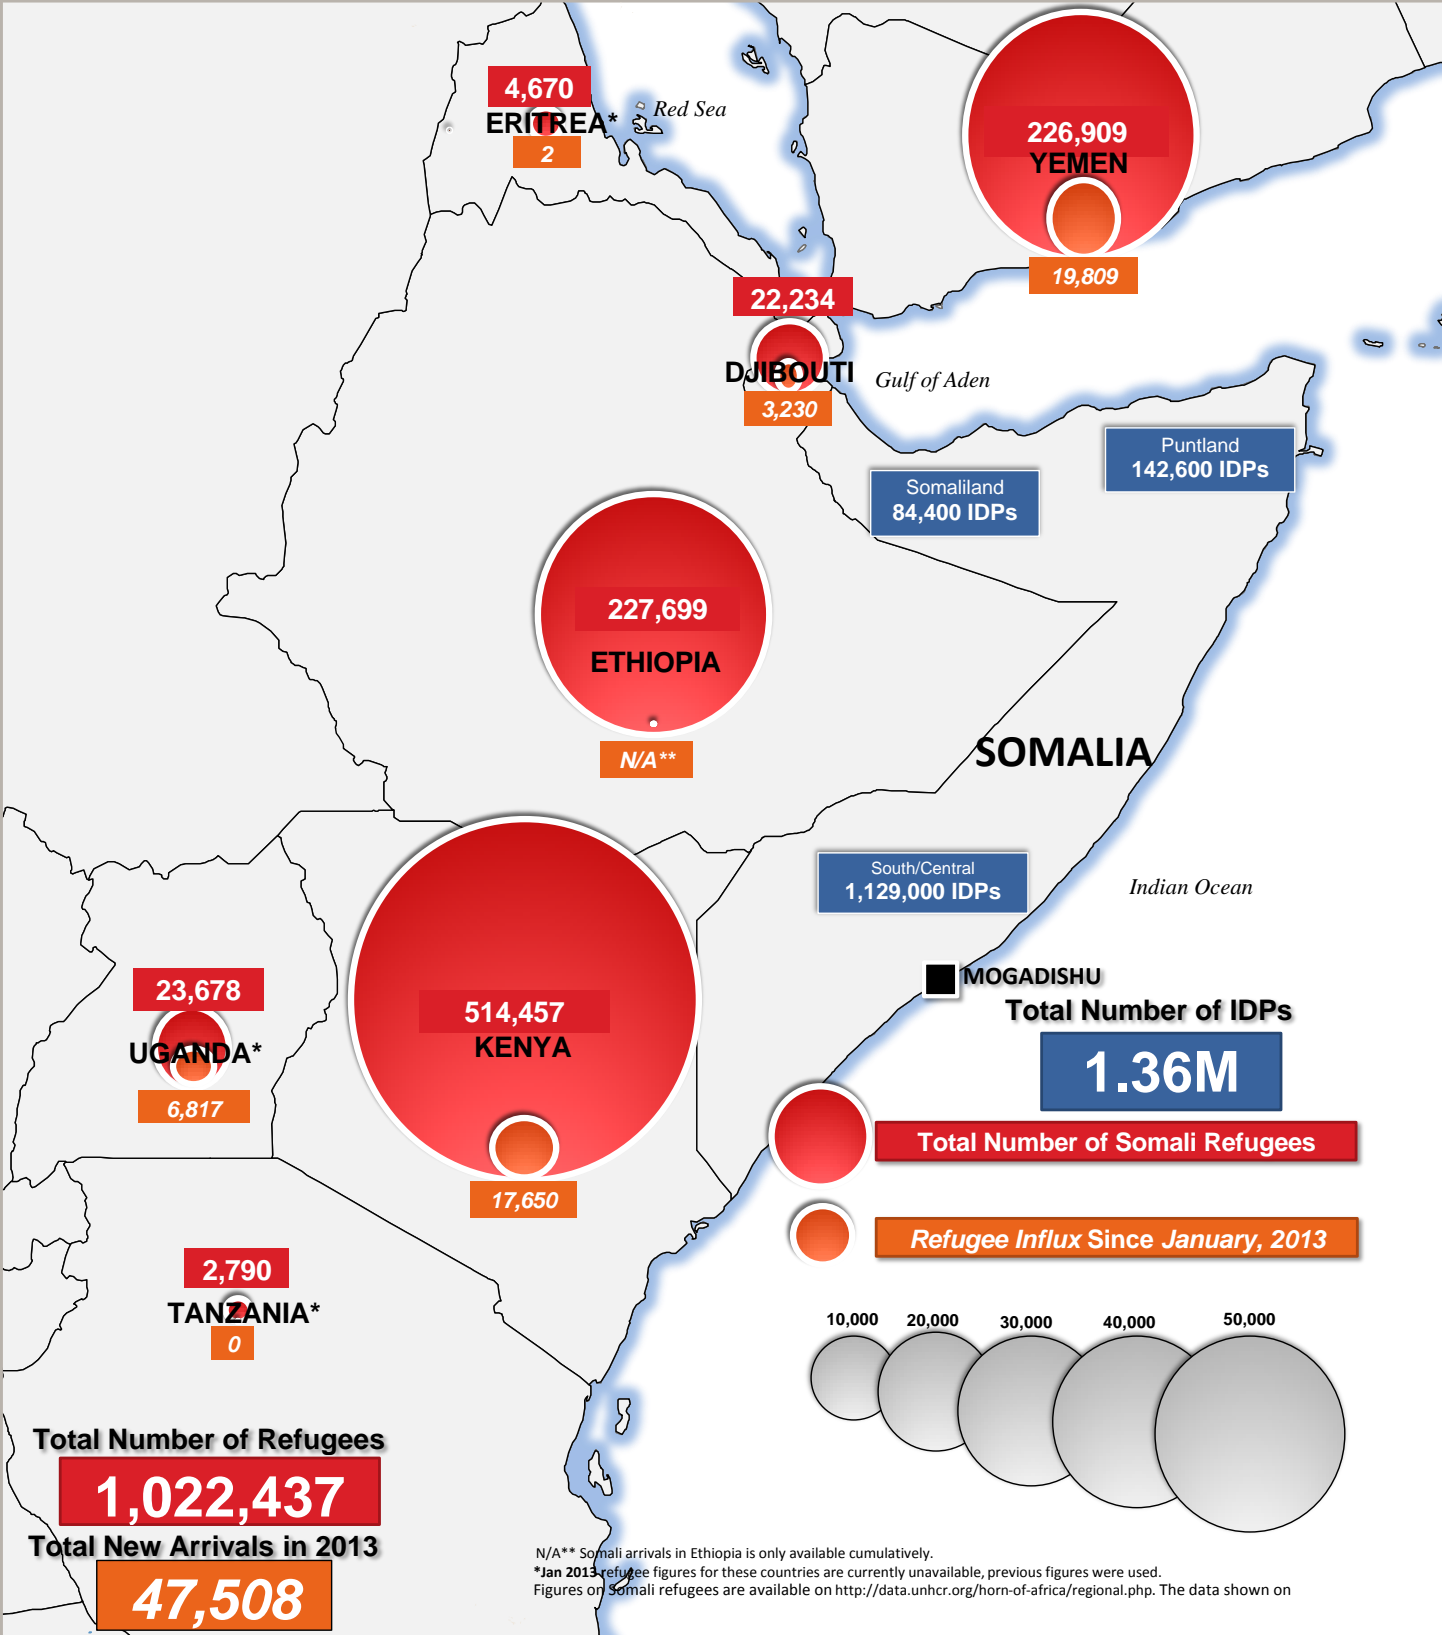 4,670
ERITREA*
2
Red Sea
226,909
YEMEN
19,809
22,234
DJIBOUTI
3,230
Gulf of Aden
Puntland
142,600 IDPs
Somaliland
84,400 IDPs
227,699
ETHIOPIA
N/A**
SOMALIA
South/Central
1,129,000 IDPs
Indian Ocean
MOGADISHU
23,678
UGANDA*
6,817
514,457
KENYA
17,650
Total Number of IDPs
1.36M
Total Number of Somali Refugees
Refugee Influx Since January, 2013
2,790
TANZANIA*
0
10,000
20,000
30,000
40,000
50,000
Total Number of Refugees
1,022,437
Total New Arrivals in 2013
47,508
N/A** Somali arrivals in Ethiopia is only available cumulatively.
*Jan 2013 refugee figures for these countries are currently unavailable, previous figures were used.
Figures on Somali refugees are available on http://data.unhcr.org/horn-of-africa/regional.php. The data shown on